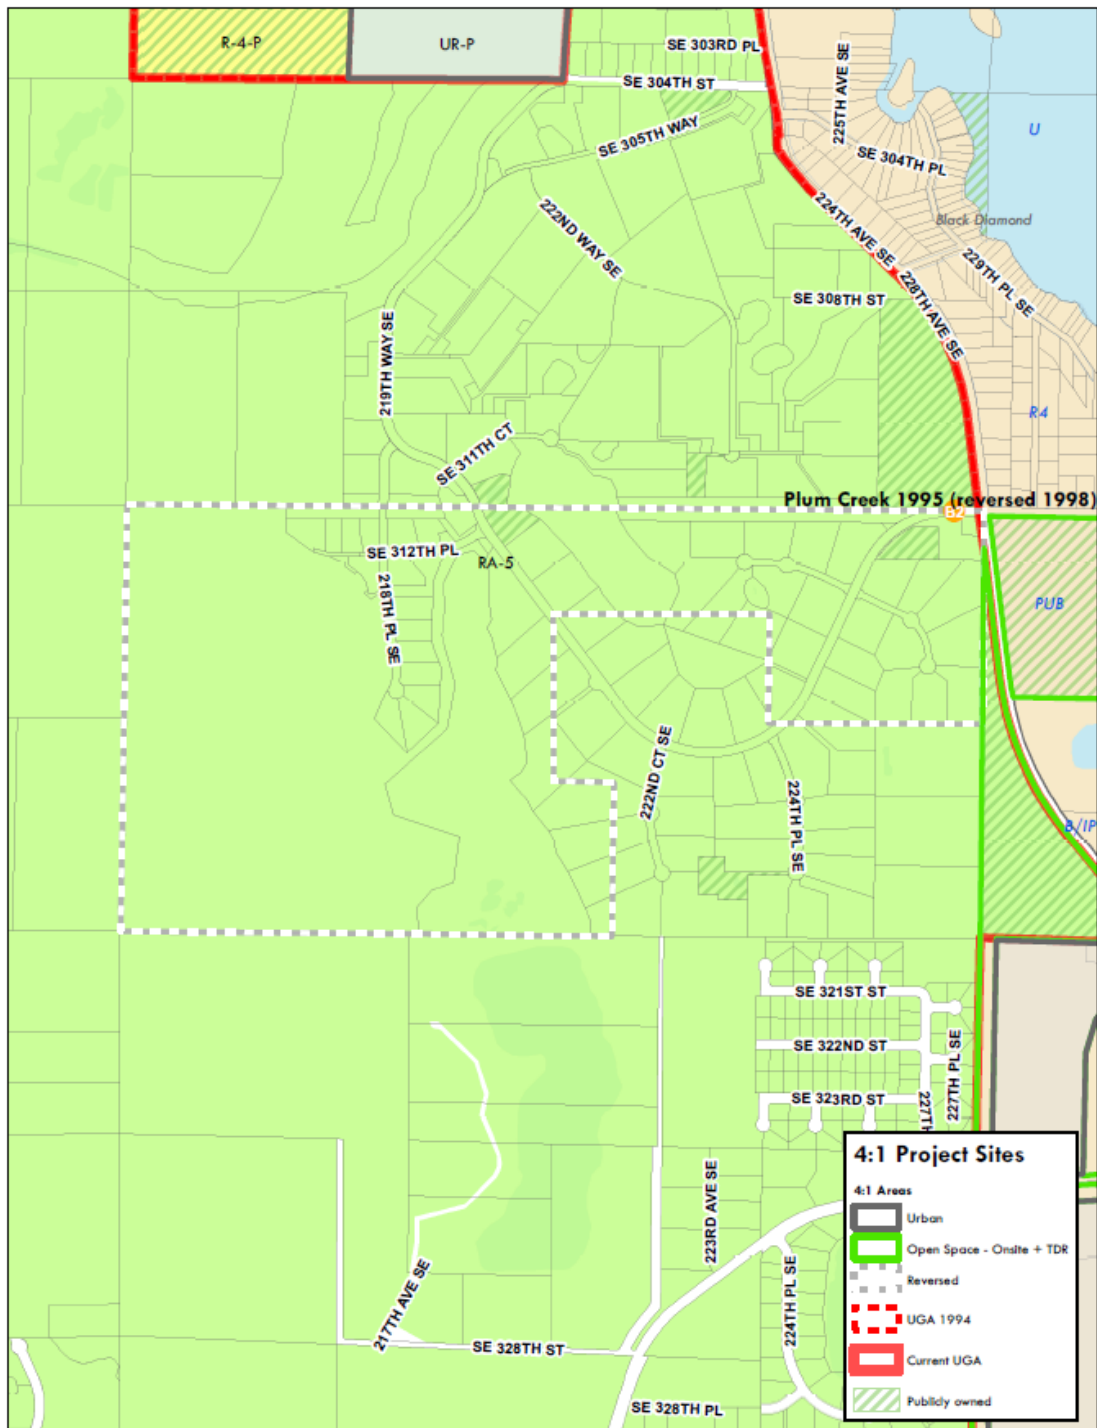 R-4-P
UR-P
SE 303RD PL
SE 304TH ST
225TH AVE SE
U
SE 305TH WAY
SE 304TH PL
222ND WAY SE
224TH AVE SE
Black Diamond
229TH PL SE
SE 308TH ST
228TH AVE SE
219TH WAY SE
R4
SE 311TH CT
Plum Creek 1995 (reversed 1998)
B2
SE 312TH PL
RA-5
218TH PL SE
PUB
222ND CT SE
224TH PL SE
B/IP
SE 321ST ST
SE 322ND ST
227TH PL SE
SE 323RD ST
227TH
4:1 Project Sites
4:1 Areas
Urban
Open Space - Onsite + TDR
Reversed
UGA 1994
Current UGA
Publicly owned
223RD AVE SE
224TH PL SE
217TH AVE SE
SE 328TH ST
SE 328TH PL